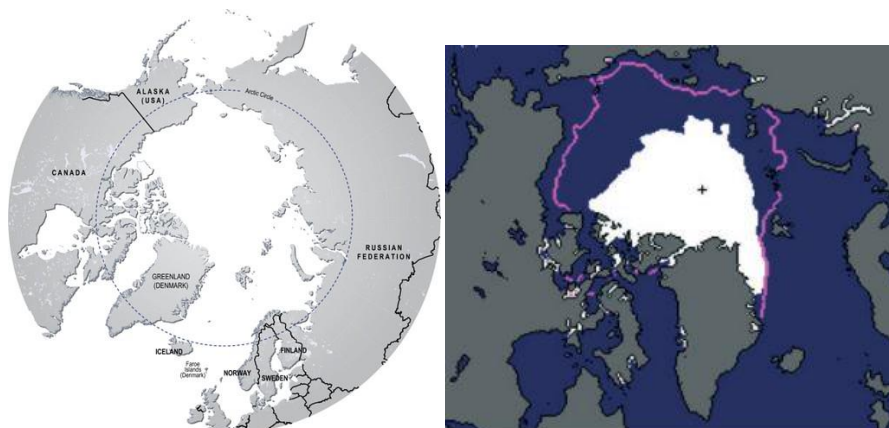 ALASKA
(USA)
Arctic Circle
CANADA
RUSSIAN
FEDERATION
GREENLAND
(DENMARK)
ICELAND
Faroe
Islands
(Denmark)
NORWAY
SWEDEN
FINLAND